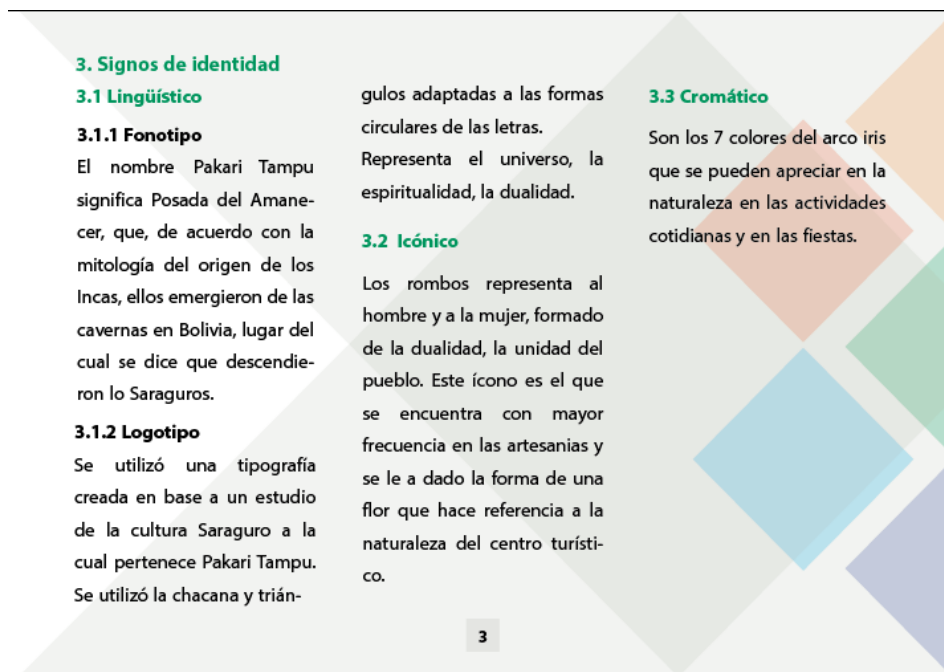 3. Signos de identidad
3.1 Lingüístico
3.1.1 Fonotipo
El nombre Pakari Tampu
significa Posada del Amane-
cer, que, de acuerdo con la
mitología del origen de los
Incas, ellos emergieron de las
cavernas en Bolivia, lugar del
cual se dice que descendie-
ron lo Saraguros.
3.1.2 Logotipo
Se utilizó una tipografía
creada en base a un estudio
de la cultura Saraguro a la
cual pertenece Pakari Tampu.
Se utilizó la chacana y trián-
gulos adaptadas a las formas
circulares de las letras.
Representa el universo, la
espiritualidad, la dualidad.
3.2 Icónico
Los rombos representa al
hombre y a la mujer, formado
de la dualidad, la unidad del
pueblo. Este ícono es el que
se encuentra con mayor
frecuencia en las artesanias y
se le a dado la forma de una
flor que hace referencia a la
naturaleza del centro turísti-
co.
3.3 Cromático
Son los 7 colores del arco iris
que se pueden apreciar en la
naturaleza en las actividades
cotidianas y en las fiestas.
3